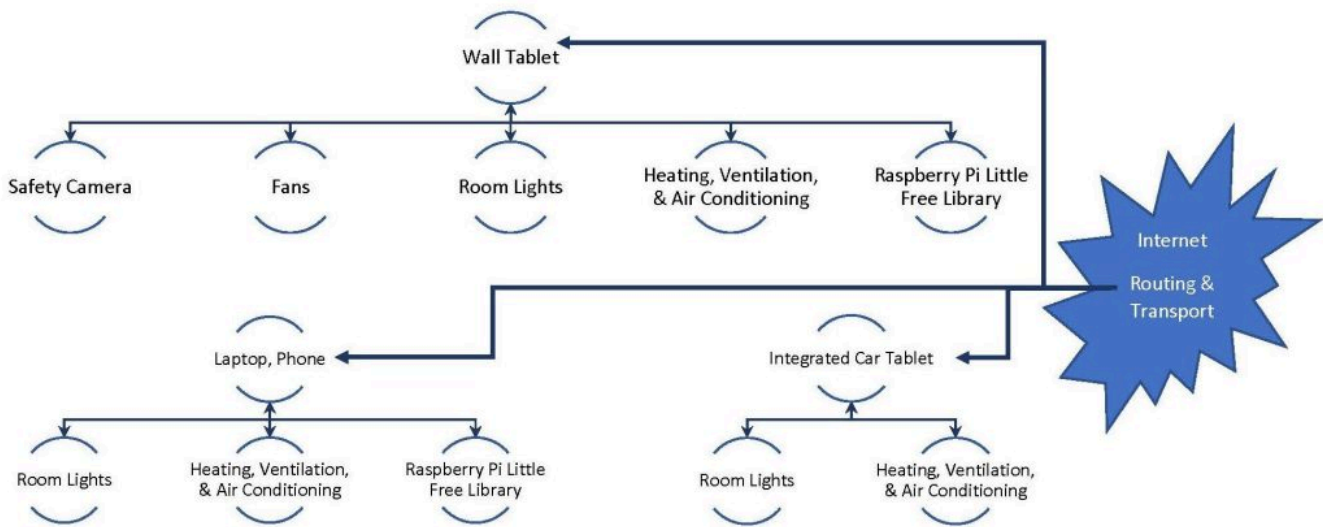 Wall Tablet
Safety Camera
Fans
Room Lights
Heating, Ventilation,
& Air Conditioning
Raspberry Pi Little
Free Library
Internet
Routing &
Transport
Laptop, Phone
Integrated Car Tablet
Room Lights
Heating, Ventilation,
& Air Conditioning
Raspberry Pi Little
Free Library
Room Lights
Heating, Ventilation,
& Air Conditioning